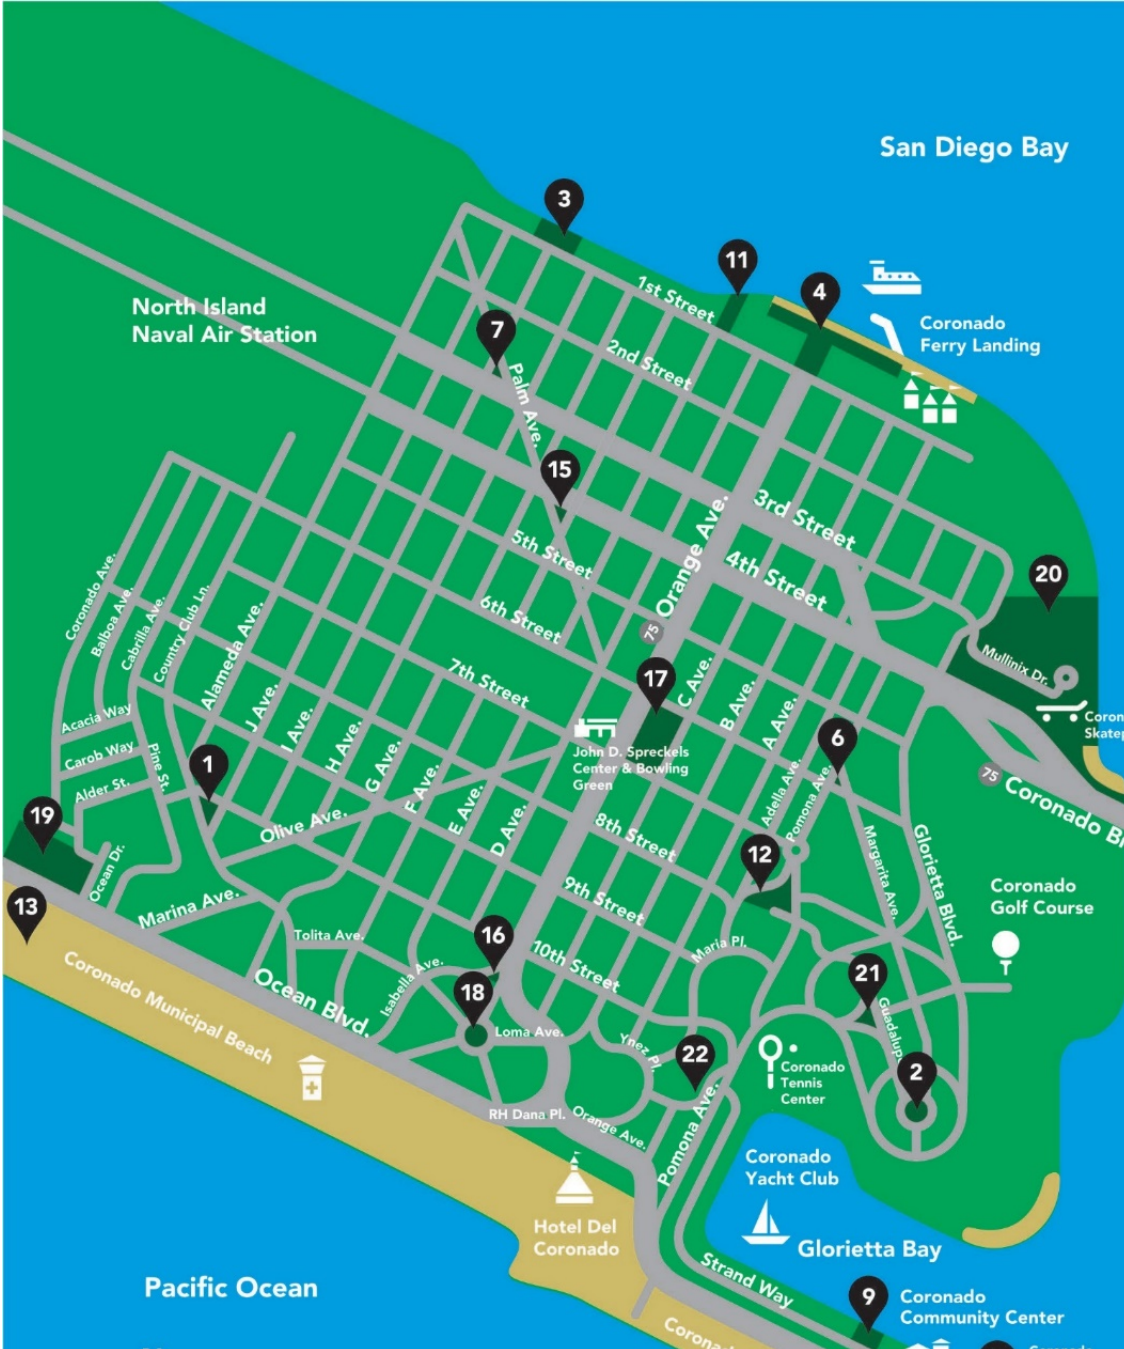 San Diego Bay
3
11
4
1st Street
Coronado
Ferry Landing
North Island
Naval Air Station
7
2nd Street
Palm Ave.
15
Orange Ave.
3rd Street
5th Street
4th Street
20
6th Street
75
Coronado Ave.
Balboa Ave.
Cabrilla Ave.
Country Club Ln.
Alameda Ave.
Mullinix Dr.
7th Street
17
C Ave.
B Ave.
A Ave.
6
J Ave.
I Ave.
H Ave.
G Ave.
F Ave.
E Ave.
D Ave.
Acacia Way
Carob Way
Alder St.
Pine St.
1
John D. Spreckels
Center & Bowling
Green
Adella Ave.
Pomona Ave.
75
19
Olive Ave.
8th Street
12
Margarita Ave.
Glorietta Blvd.
Ocean Dr.
9th Street
Coronado
Golf Course
13
Marina Ave.
16
Tolita Ave.
10th Street
Maria Pl.
21
Coronado Municipal Beach
Ocean Blvd.
Isabella Ave.
18
Loma Ave.
Ynez Pl.
22
Coronado
Tennis
Center
2
RH Dana Pl.
Orange Ave.
Pomona Ave.
Coronado
Yacht Club
Hotel Del
Coronado
Glorietta Bay
Strand Way
Pacific Ocean
9
Coronado
Community Center